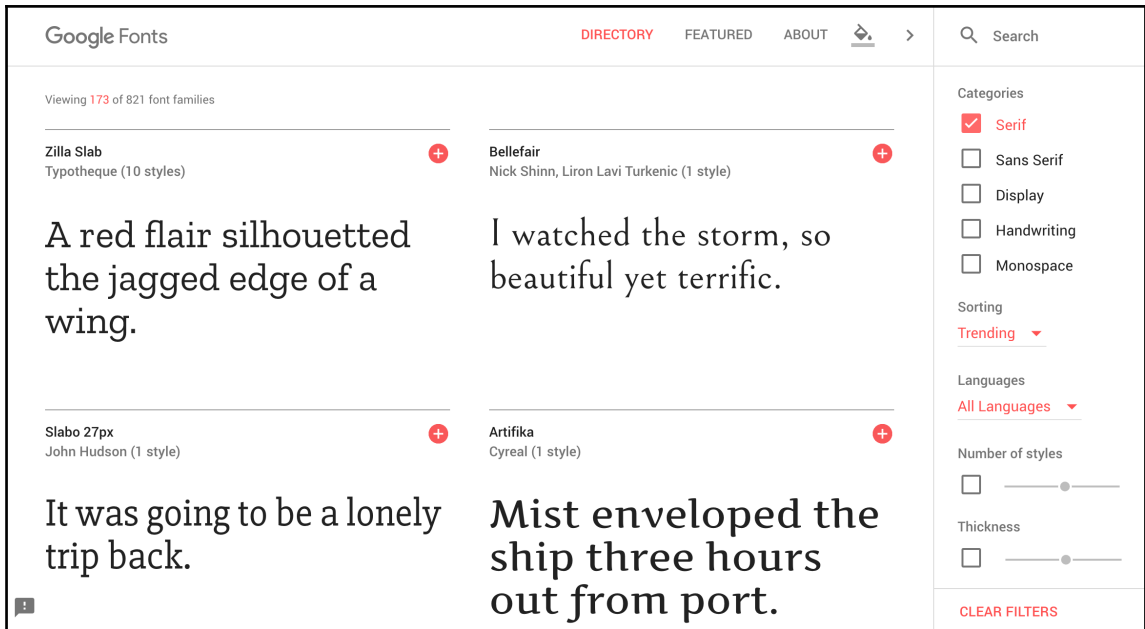 Google Fonts
DIRECTORY FEATURED ABOUT
Search
Viewing 173 of 821 font families
Zilla Slab
Typotheque (10 styles)
A red flair silhouetted
the jagged edge of a
wing.
Bellefair
Nick Shinn, Liron Lavi Turkenic (1 style)
I watched the storm, so
beautiful yet terrific.
Slabo 27px
John Hudson (1 style)
It was going to be a lonely
trip back.
Artifika
Cyreal (1 style)
Mist enveloped the
ship three hours
out from port.
Categories
Serif
Sans Serif
Display
Handwriting
Monospace
Sorting
Trending
Languages
All Languages
Number of styles
Thickness
CLEAR FILTERS